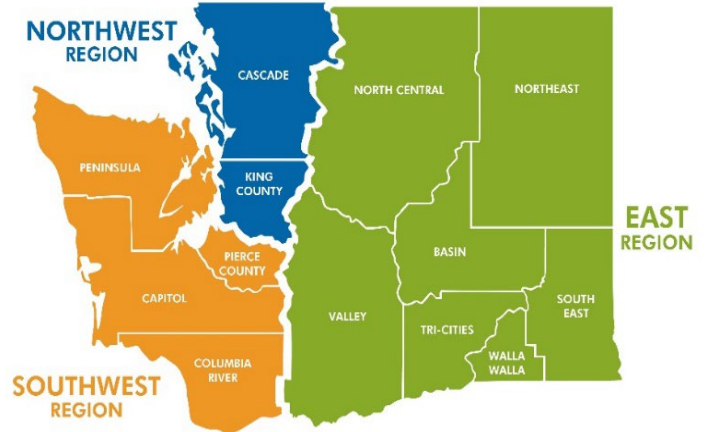 NORTHWEST
REGION
CASCADE
NORTH CENTRAL
NORTHEAST
PENINSULA
KING
COUNTY
EAST
REGION
PIERCE
COUNTY
BASIN
CAPITOL
VALLEY
SOUTH
EAST
TRI-CITIES
COLUMBIA
RIVER
WALLA
WALLA
SOUTHWEST
REGION